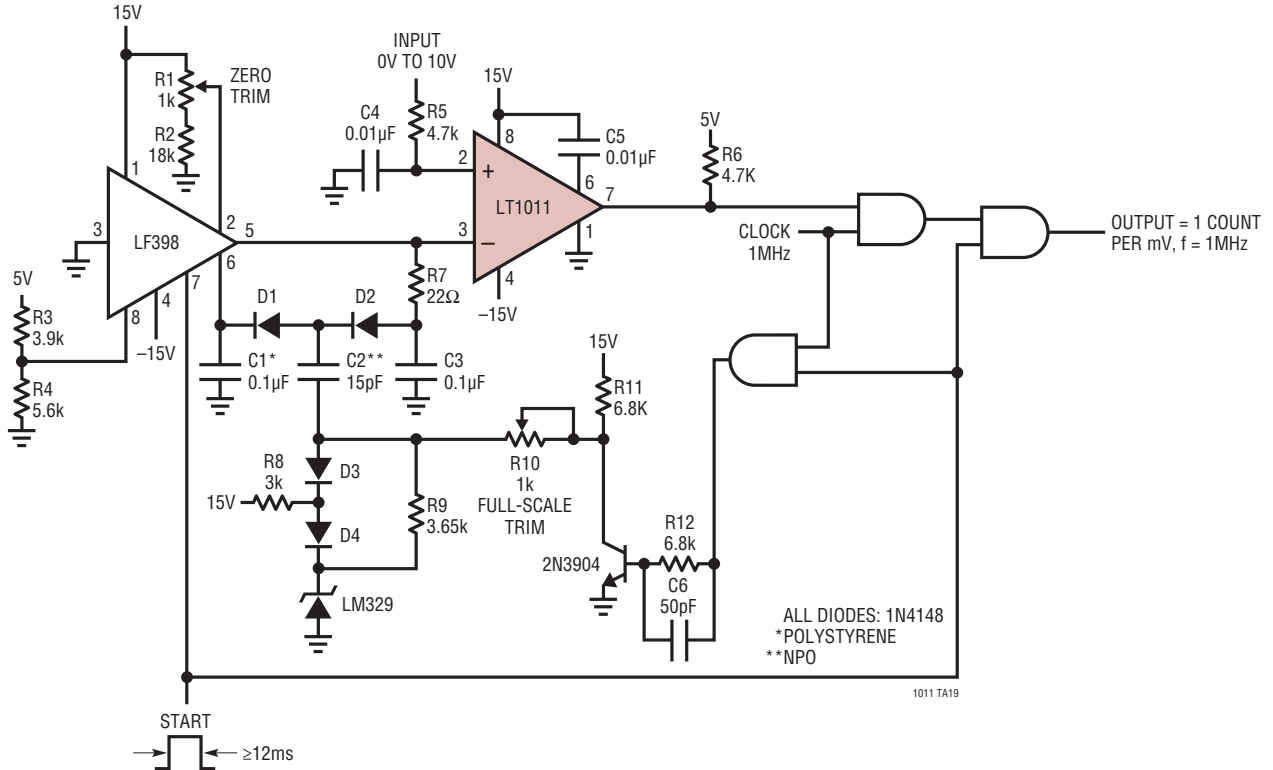 15V
R1
1k
ZERO
TRIM
R2
18k
INPUT
0V TO 10V
C4
0.01µF
R5
4.7k
15V
8
C5
0.01µF
5V
R6
4.7K
1
3
LF398
2
5
6
7
4
8
–15V
2
+
3
–
LT1011
6
7
1
4
–15V
CLOCK
1MHz
OUTPUT = 1 COUNT
PER mV, f = 1MHz
5V
R3
3.9k
R4
5.6k
D1
D2
R7
22Ω
C1*
0.1µF
C2**
15pF
C3
0.1µF
15V
R11
6.8K
R8
3k
15V
D3
D4
R9
3.65k
R10
1k
FULL-SCALE
TRIM
LM329
2N3904
R12
6.8k
C6
50pF
ALL DIODES: 1N4148
*POLYSTYRENE
**NPO
1011 TA19
START
≥12ms